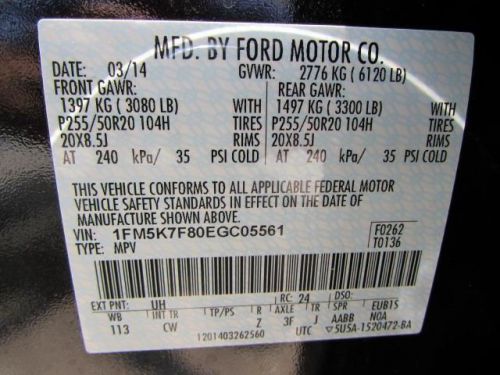 MFD. BY FORD MOTOR CO.
DATE: 03/14 GVWR: 2776 KG ( 6120 LB)
FRONT GAWR: REAR GAWR:
1397 KG ( 3080 LB) WITH 1497 KG ( 3300 LB) WITH
P255/50R20 104H TIRES P255/50R20 104H TIRES
20X8.5J RIMS 20X8.5J RIMS
AT 240 kPa/ 35 PSI COLD AT 240 kPa/ 35 PSI COLD
THIS VEHICLE CONFORMS TO ALL APPLICABLE FEDERAL MOTOR
VEHICLE SAFETY STANDARDS IN EFFECT ON THE DATE OF
MANUFACTURE SHOWN ABOVE.
VIN: 1FM5K7F80EGC05561 F0262
TYPE: MPV T0136
EXT PNT: UH RC: 24 DSO:
WB INT TR TP/PS R AXLE TR SPR EUB1S
113 CW Z 3F J AABB NOA
1201403262560 UTC 5USA-1520472-BA